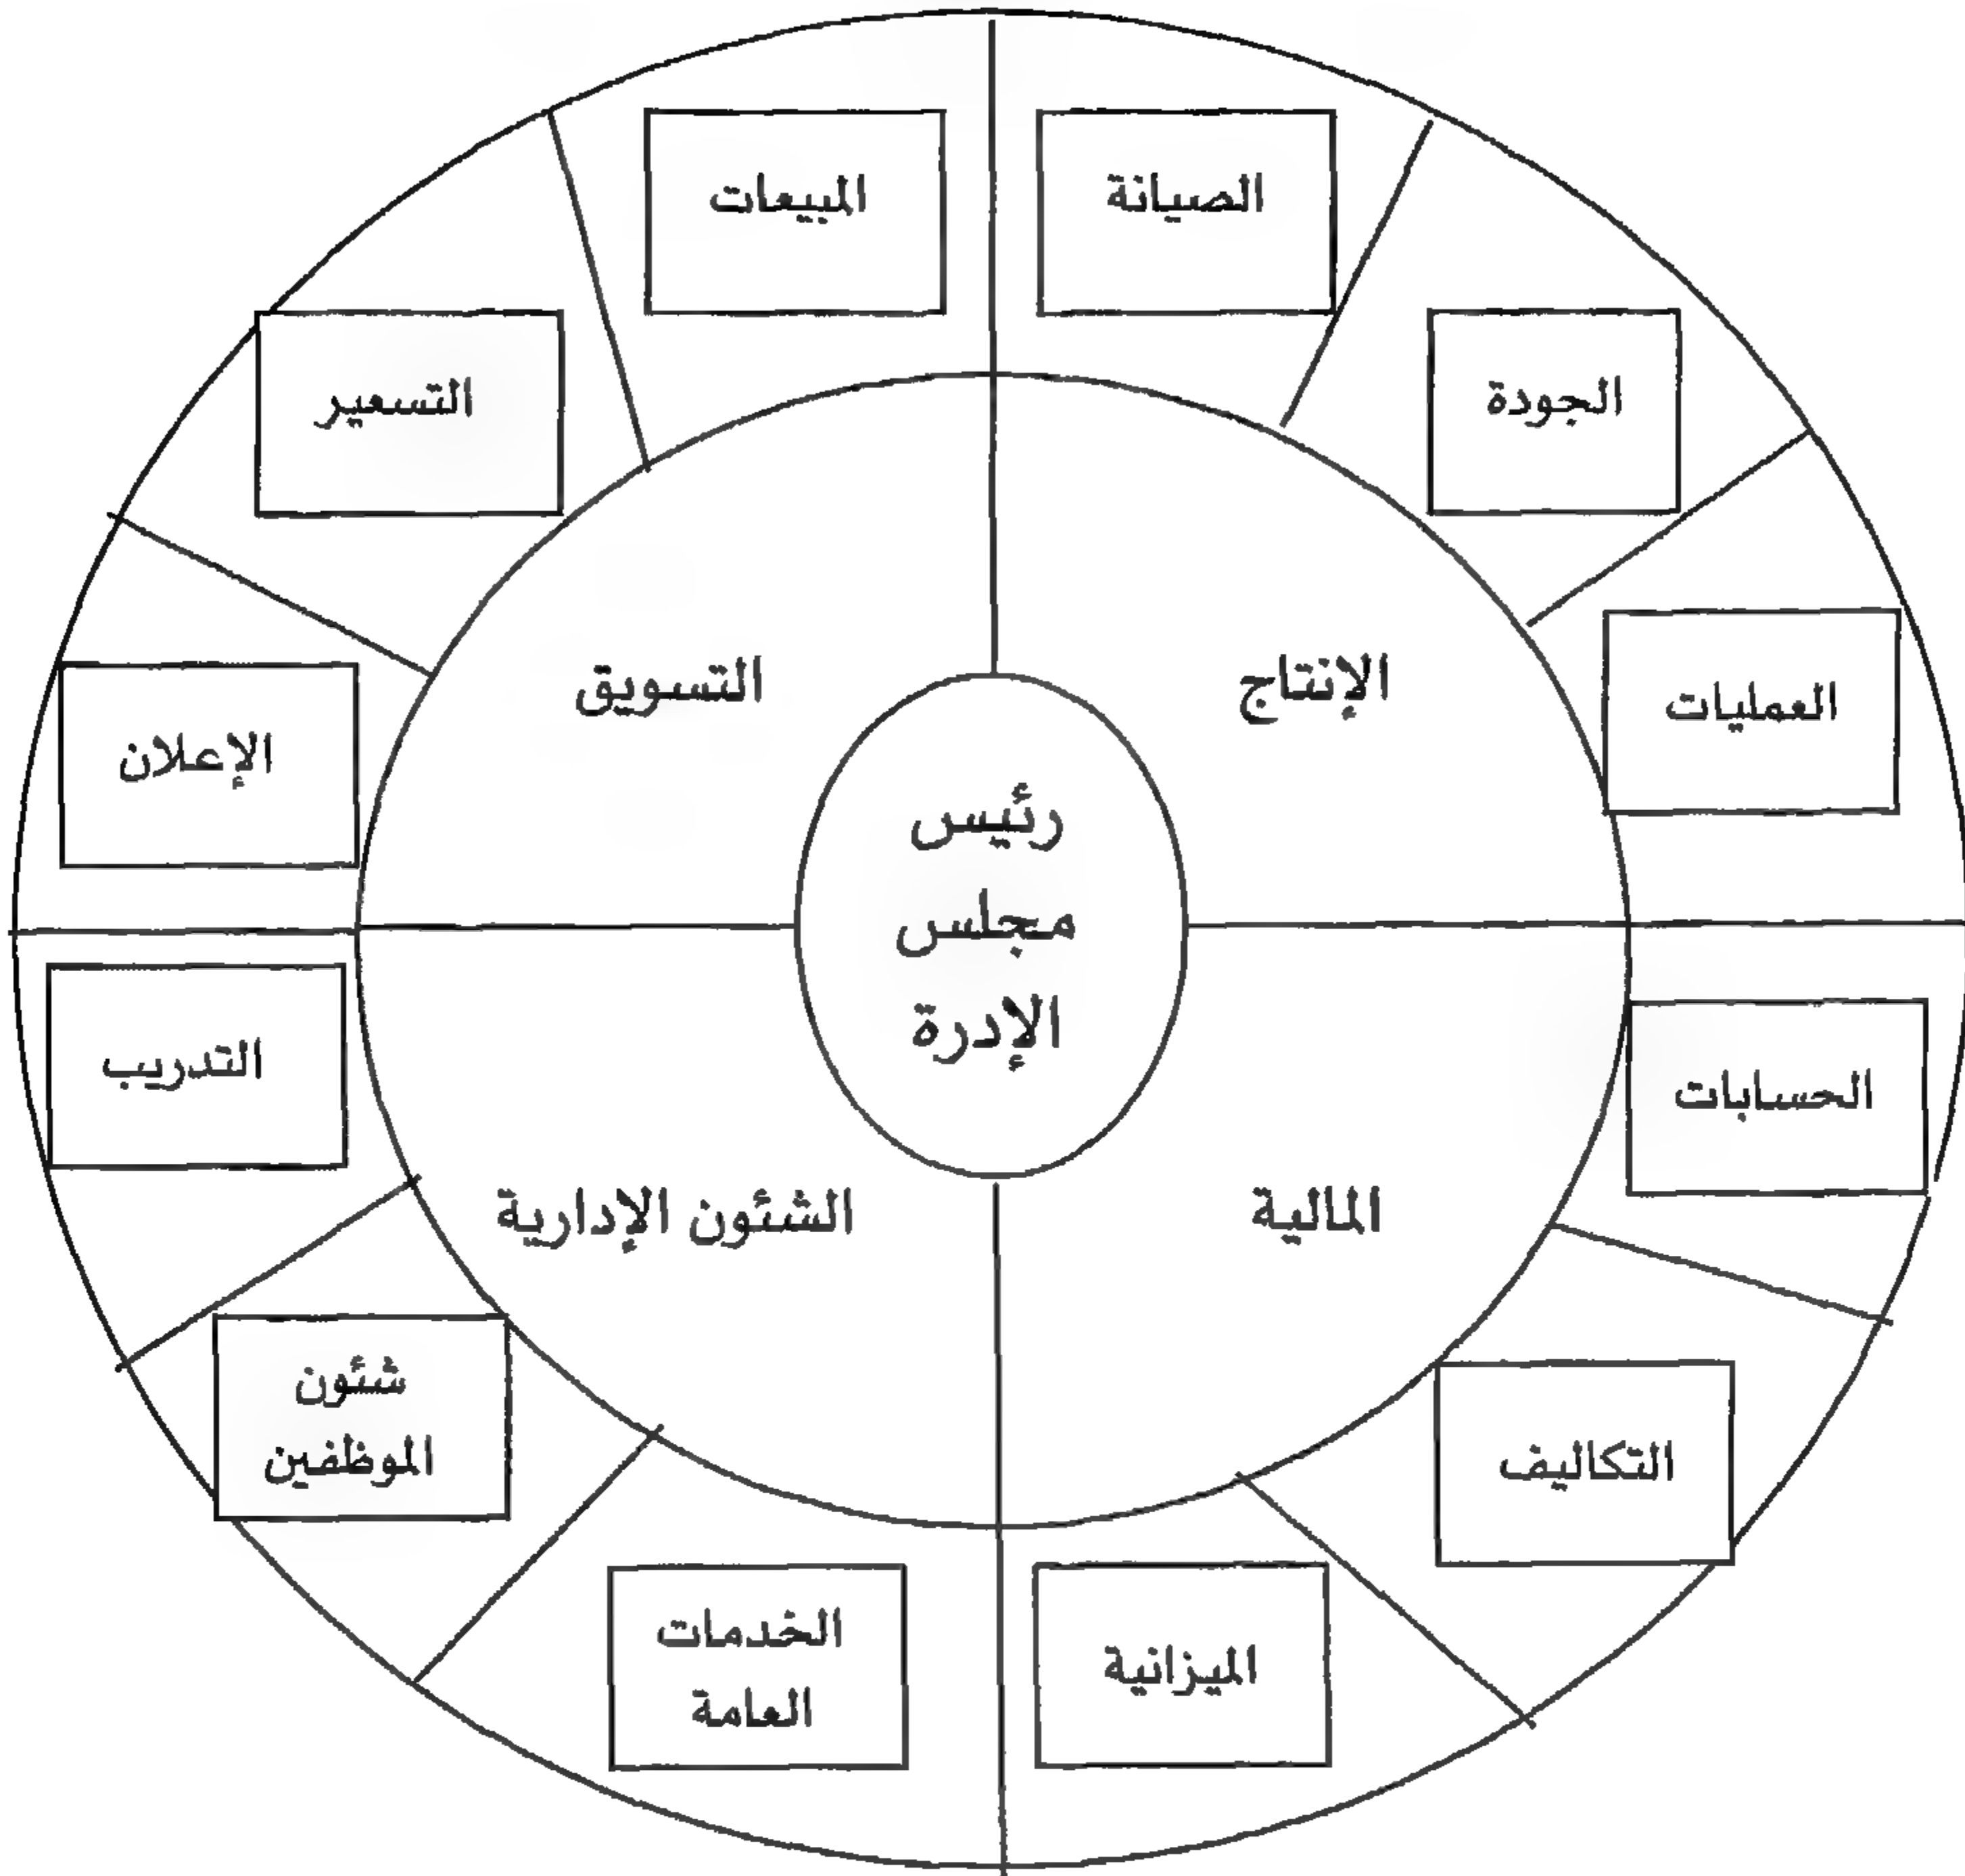 الصيانة
المبيعات
الجودة
التسعير
الإنتاج
التسويق
العمليات
الإعلان
رئيس
مجلس
الإدرة
الحسابات
التدريب
المالية
الشئون الإدارية
التكاليف
شئون
الموظفين
الميزانية
الخدمات
العامة